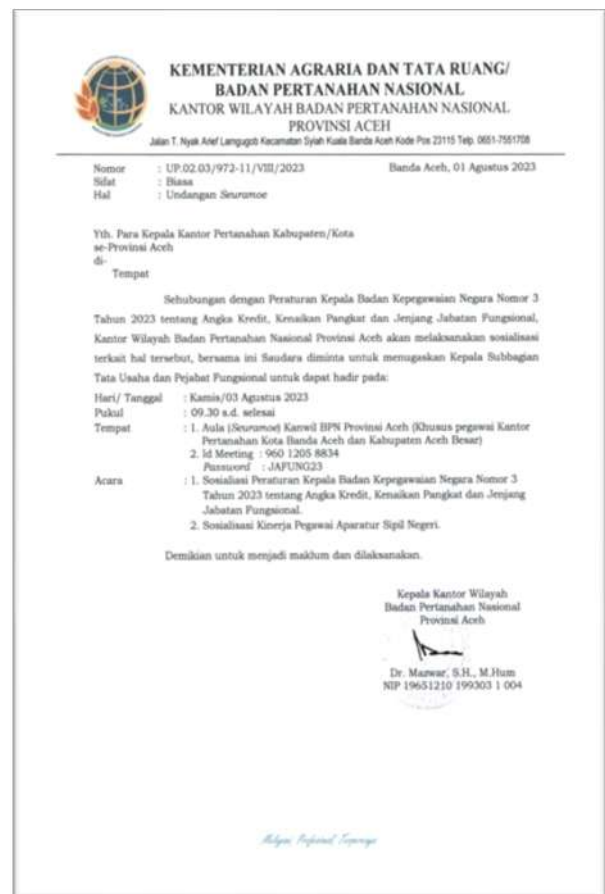 KEMENTERIAN AGRARIA DAN TATA RUANG/
BADAN PERTANAHAN NASIONAL
KANTOR WILAYAH BADAN PERTANAHAN NASIONAL
PROVINSI ACEH
Jalan T. Nyak Arief Lamgugob Kecamatan Syiah Kuala Banda Aceh Kode Pos 23115 Telp. 0651-7551708
Nomor : UP.02.03/972-11/VIII/2023 Banda Aceh, 01 Agustus 2023
Sifat : Biasa
Hal : Undangan Seuramoe
Yth. Para Kepala Kantor Pertanahan Kabupaten/Kota
se-Provinsi Aceh
di-
Tempat
Sehubungan dengan Peraturan Kepala Badan Kepegawaian Negara Nomor 3
Tahun 2023 tentang Angka Kredit, Kenaikan Pangkat dan Jenjang Jabatan Fungsional,
Kantor Wilayah Badan Pertanahan Nasional Provinsi Aceh akan melaksanakan sosialisasi
terkait hal tersebut, bersama ini Saudara diminta untuk menugaskan Kepala Subbagian
Tata Usaha dan Pejabat Fungsional untuk dapat hadir pada:
Hari/ Tanggal : Kamis/03 Agustus 2023
Pukul : 09.30 s.d. selesai
Tempat : 1. Aula (Seuramoe) Kanwil BPN Provinsi Aceh (Khusus pegawai Kantor
Pertanahan Kota Banda Aceh dan Kabupaten Aceh Besar)
2. Id Meeting : 960 1205 8834
Password : JAFUNG23
Acara : 1. Sosialiasi Peraturan Kepala Badan Kepegawaian Negara Nomor 3
Tahun 2023 tentang Angka Kredit, Kenaikan Pangkat dan Jenjang
Jabatan Fungsional.
2. Sosialisasi Kinerja Pegawai Aparatur Sipil Negeri.
Demikian untuk menjadi maklum dan dilaksanakan.
Kepala Kantor Wilayah
Badan Pertanahan Nasional
Provinsi Aceh
Dr. Mazwar, S.H., M.Hum
NIP 19651210 199303 1 004
Melayani Profesional Terpercaya